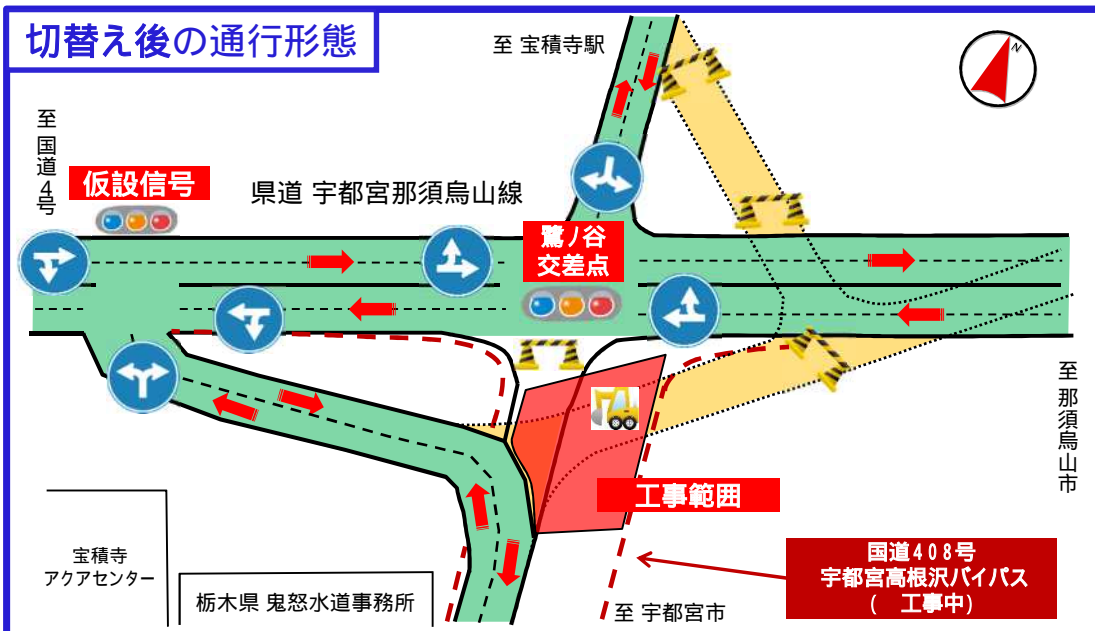 切替え後の通行形態
至 宝積寺駅
N
至 国道4号
仮設信号
県道 宇都宮那須烏山線
鷺ノ谷
交差点
至 那須烏山市
工事範囲
国道408号
宇都宮高根沢バイパス
( 工事中)
宝積寺
アクアセンター
栃木県 鬼怒水道事務所
至 宇都宮市